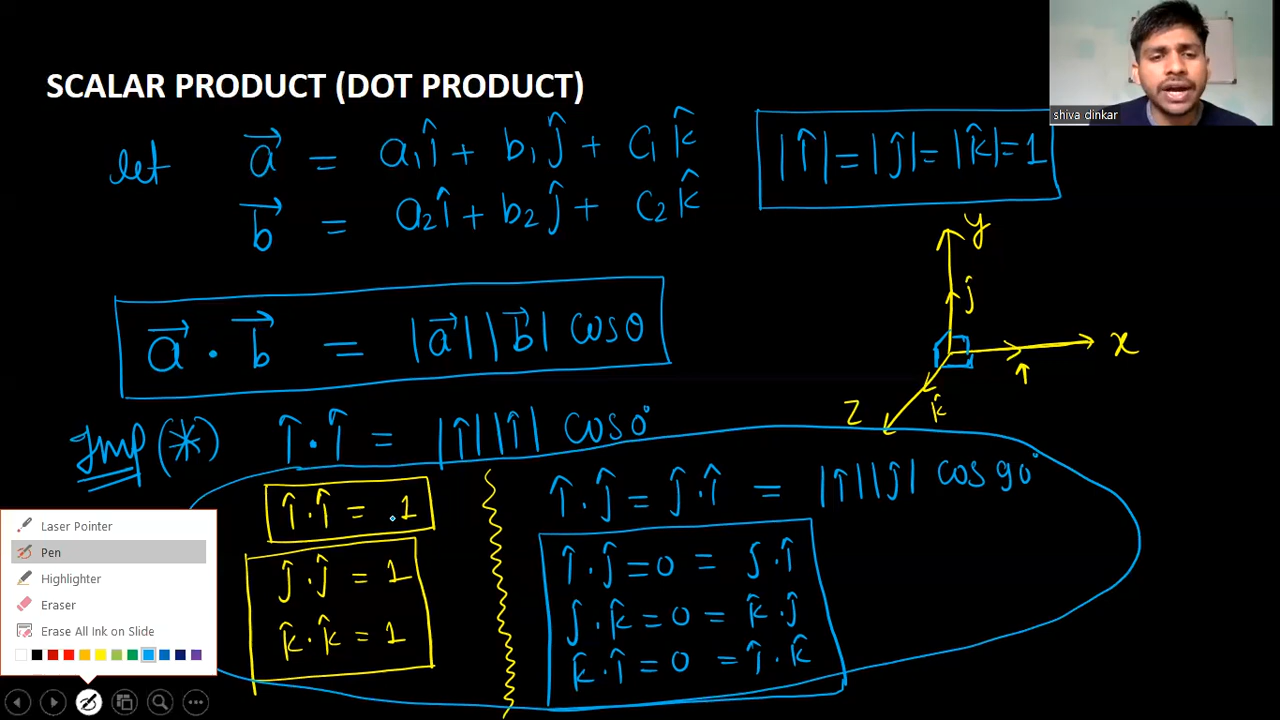 SCALAR PRODUCT (DOT PRODUCT)
shiva dinkar
let a⃗ = a₁î + b₁ĵ + c₁k̂
b⃗ = a₂î + b₂ĵ + c₂k̂
|î| = |ĵ| = |k̂| = 1
y
ĵ
x
î
k̂
z
a⃗ · b⃗ = |a⃗| |b⃗| cosθ
Imp (*) î · î = |î| |î| cos0°
î · î = 1
ĵ · ĵ = 1
k̂ · k̂ = 1
î · ĵ = ĵ · î = |î| |ĵ| cos 90°
î · ĵ = 0 = ĵ · î
ĵ · k̂ = 0 = k̂ · ĵ
k̂ · î = 0 = î · k̂
Laser Pointer
Pen
Highlighter
Eraser
Erase All Ink on Slide